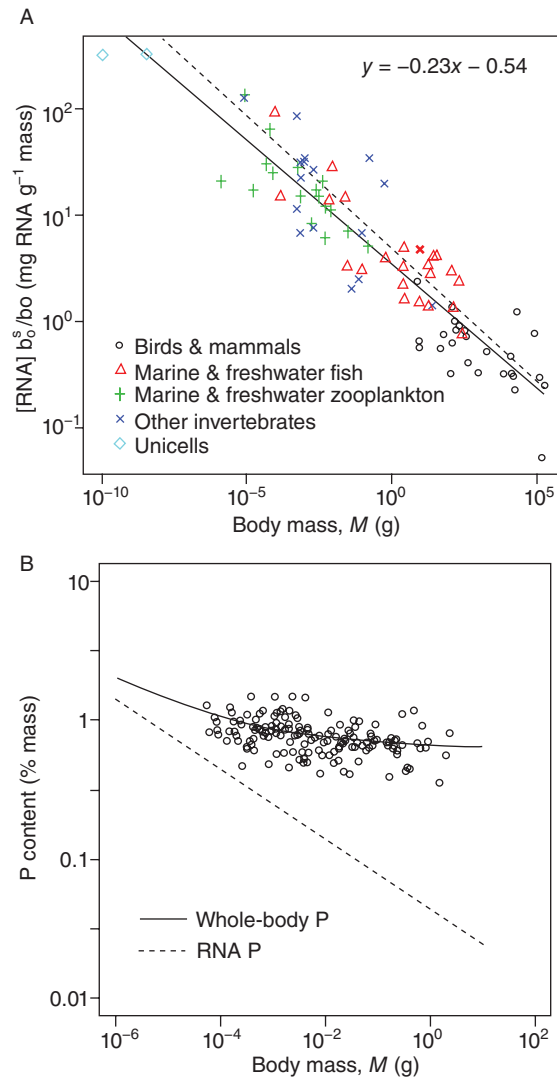 A
y = −0.23x − 0.54
[RNA] b₀ˢ/bo (mg RNA g⁻¹ mass)
10²
10¹
10⁰
10⁻¹
Birds & mammals
Marine & freshwater fish
Marine & freshwater zooplankton
Other invertebrates
Unicells
10⁻¹⁰
10⁻⁵
10⁰
10⁵
Body mass, M (g)
B
P content (% mass)
10
1
0.1
0.01
Whole-body P
RNA P
10⁻⁶
10⁻⁴
10⁻²
10⁰
10²
Body mass, M (g)